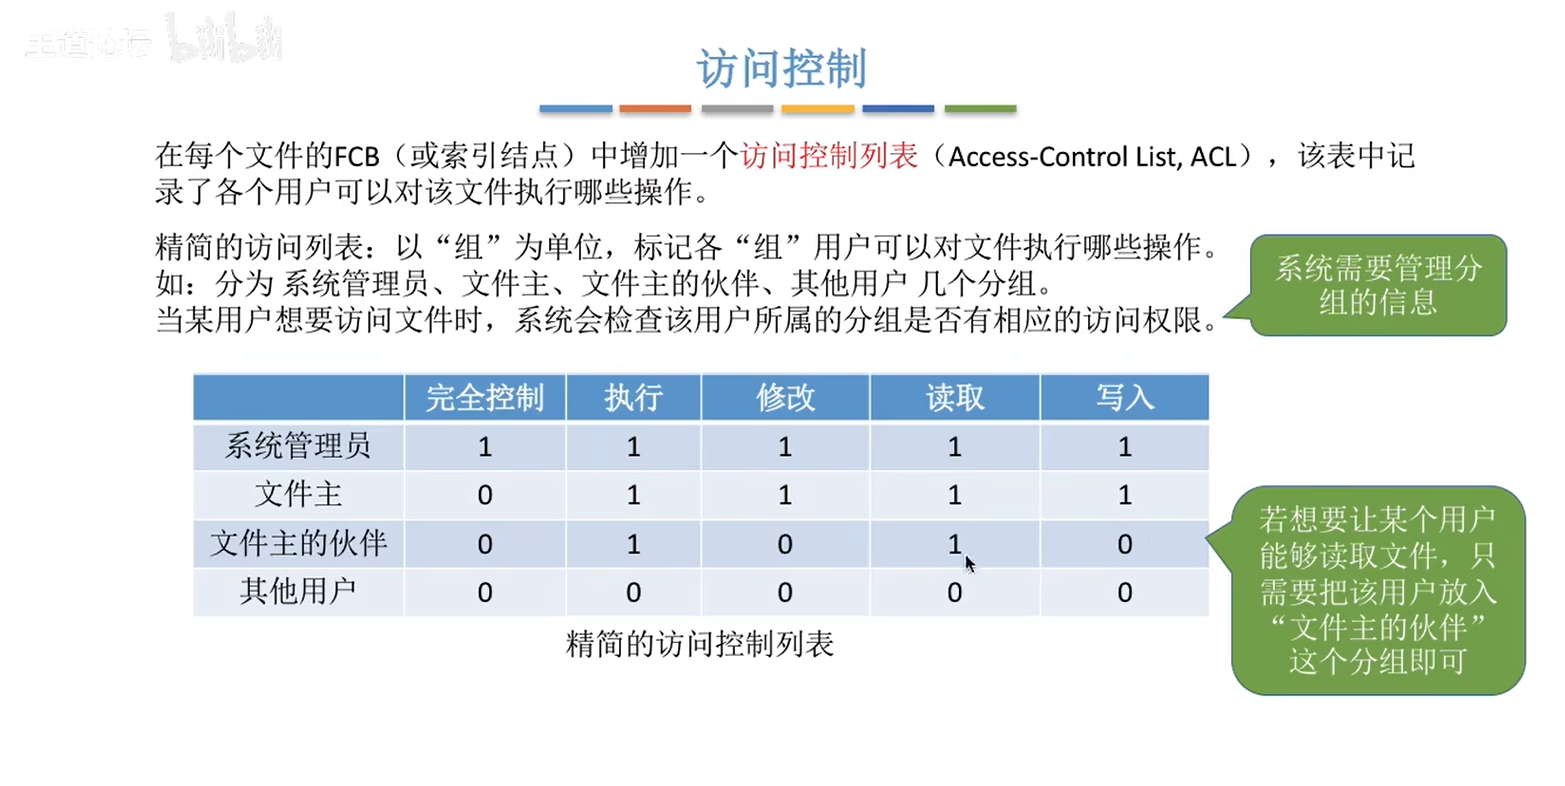 王道论坛 bilibili
访问控制
在每个文件的FCB（或索引结点）中增加一个访问控制列表（Access-Control List, ACL），该表中记
录了各个用户可以对该文件执行哪些操作。
精简的访问列表：以“组”为单位，标记各“组”用户可以对文件执行哪些操作。
如：分为 系统管理员、文件主、文件主的伙伴、其他用户 几个分组。
当某用户想要访问文件时，系统会检查该用户所属的分组是否有相应的访问权限。
系统需要管理分
组的信息
完全控制 执行 修改 读取 写入
系统管理员 1 1 1 1 1
文件主 0 1 1 1 1
文件主的伙伴 0 1 0 1 0
其他用户 0 0 0 0 0
精简的访问控制列表
若想要让某个用户
能够读取文件，只
需要把该用户放入
“文件主的伙伴”
这个分组即可